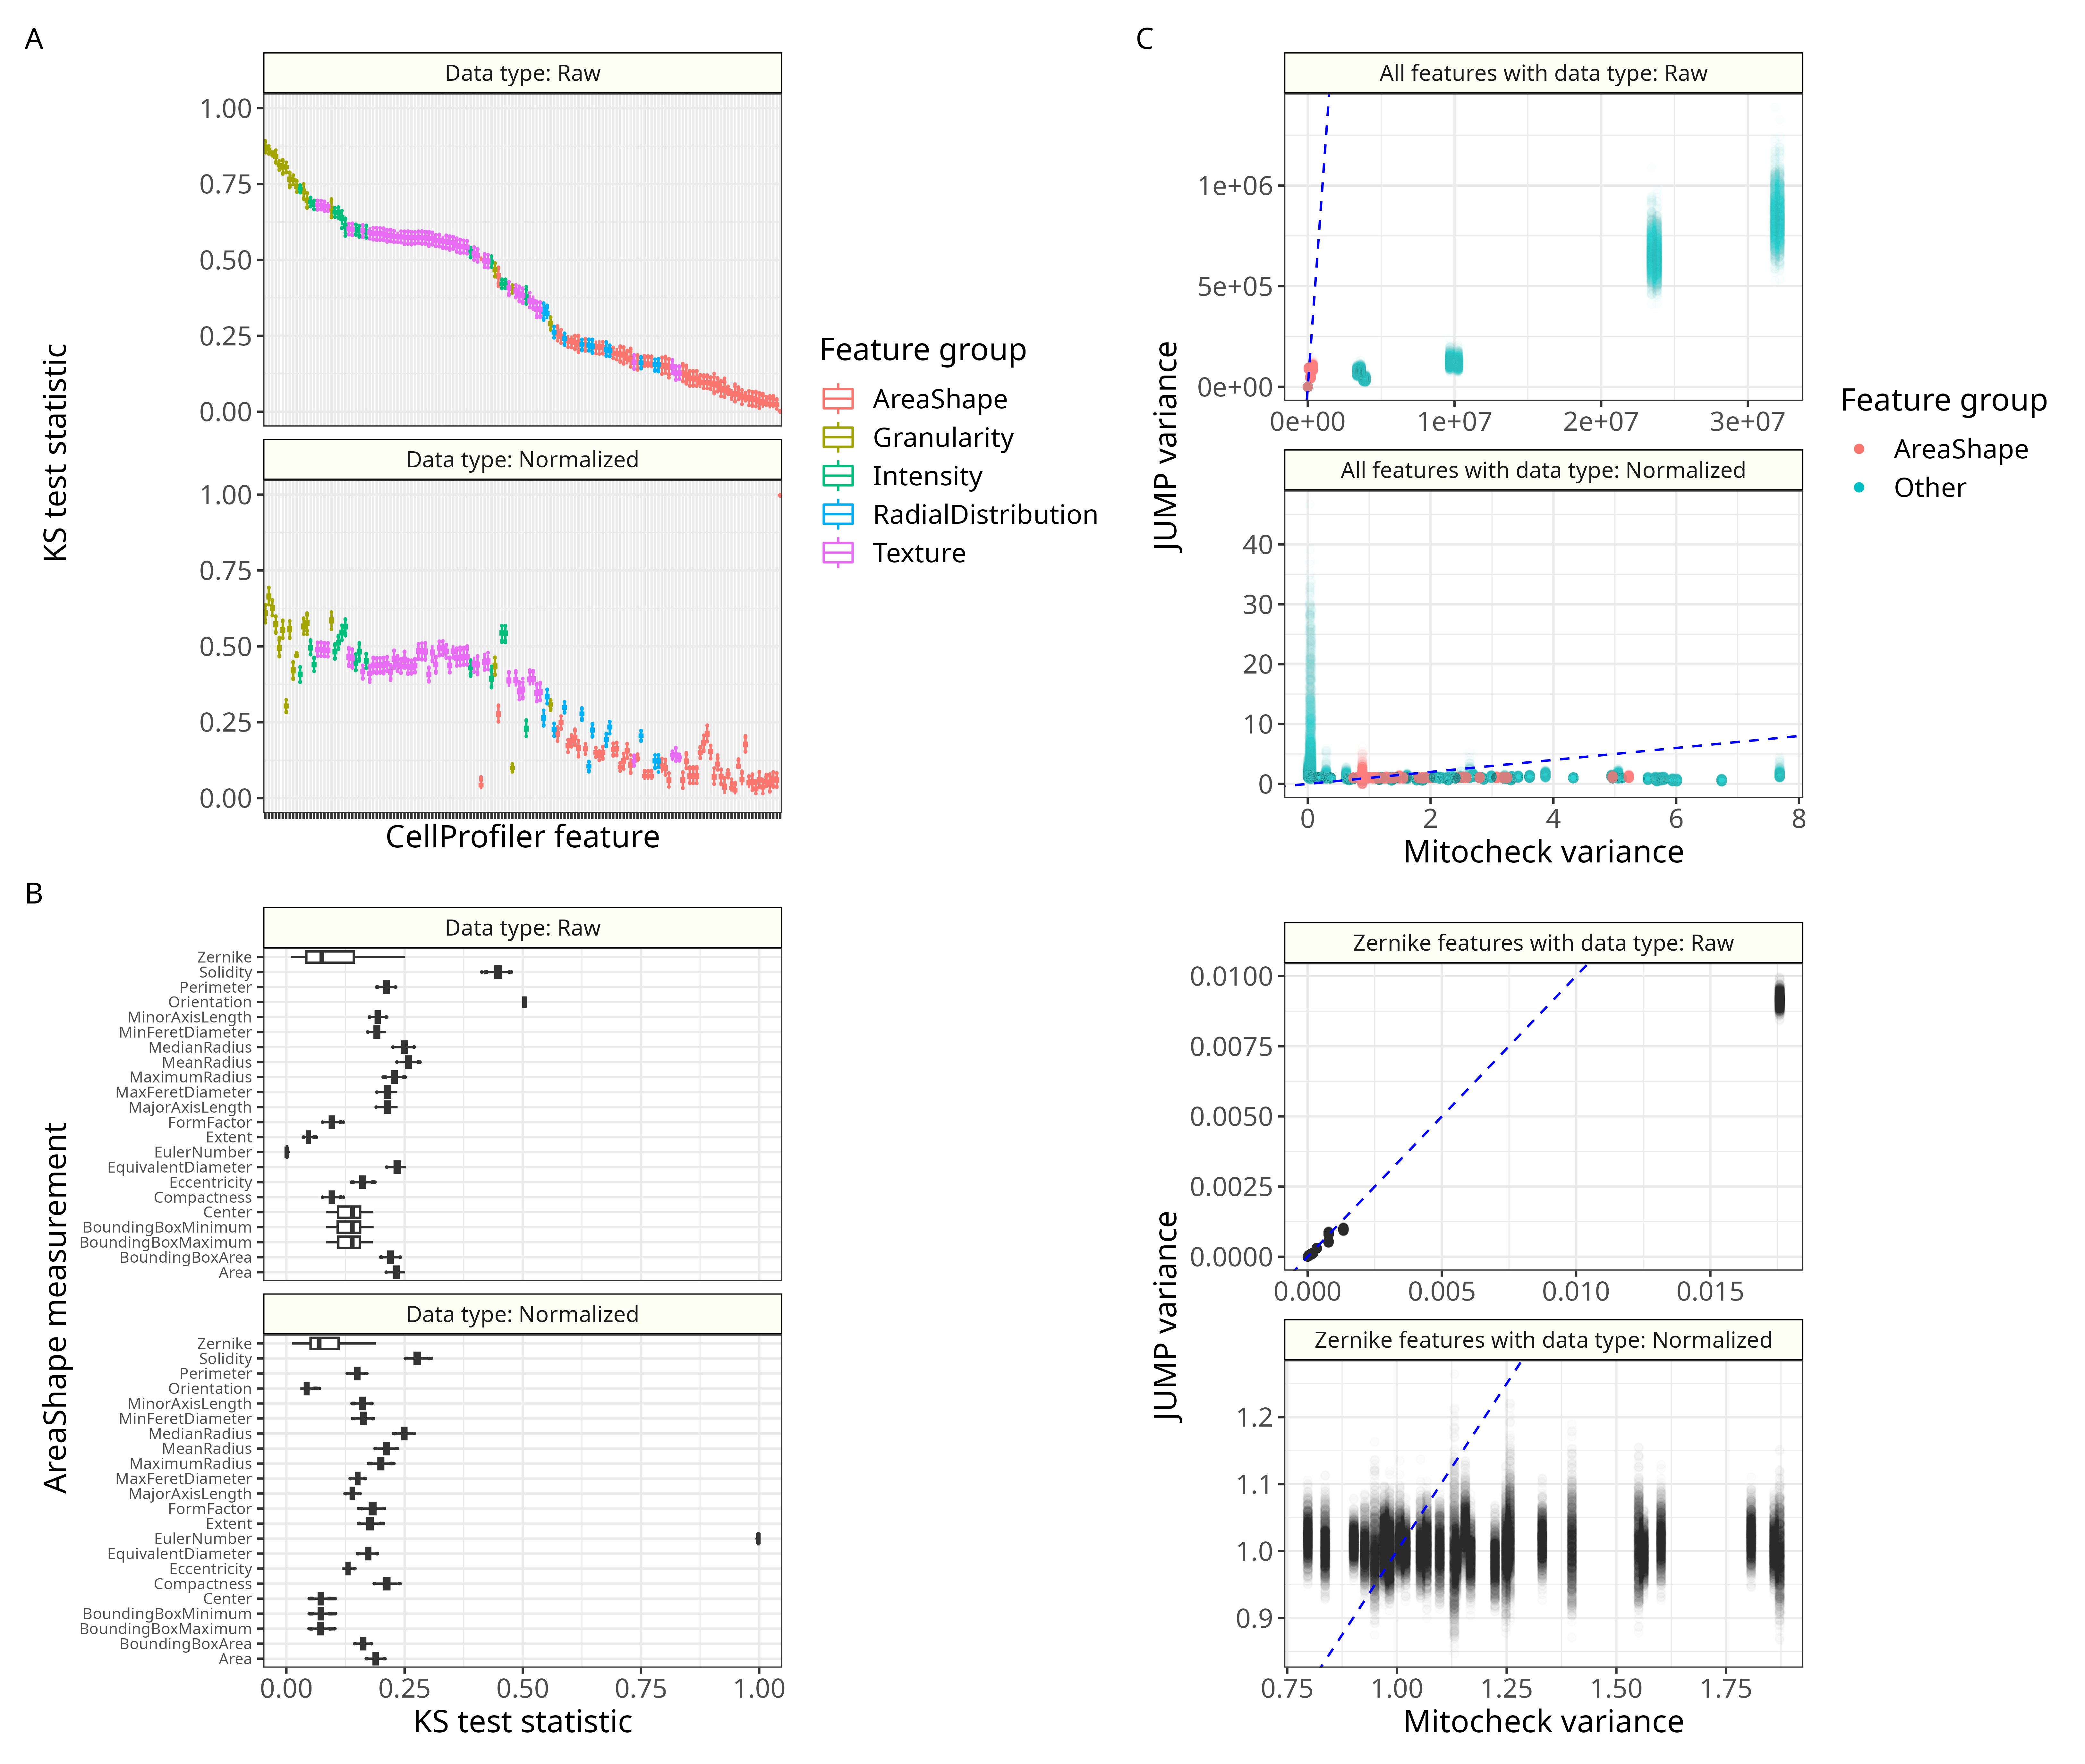 A
Data type: Raw
1.00
0.75
0.50
0.25
0.00
Data type: Normalized
1.00
0.75
0.50
0.25
0.00
KS test statistic
CellProfiler feature
Feature group
AreaShape
Granularity
Intensity
RadialDistribution
Texture
B
Data type: Raw
Zernike
Solidity
Perimeter
Orientation
MinorAxisLength
MinFeretDiameter
MedianRadius
MeanRadius
MaximumRadius
MaxFeretDiameter
MajorAxisLength
FormFactor
Extent
EulerNumber
EquivalentDiameter
Eccentricity
Compactness
Center
BoundingBoxMinimum
BoundingBoxMaximum
BoundingBoxArea
Area
Data type: Normalized
Zernike
Solidity
Perimeter
Orientation
MinorAxisLength
MinFeretDiameter
MedianRadius
MeanRadius
MaximumRadius
MaxFeretDiameter
MajorAxisLength
FormFactor
Extent
EulerNumber
EquivalentDiameter
Eccentricity
Compactness
Center
BoundingBoxMinimum
BoundingBoxMaximum
BoundingBoxArea
Area
0.00 0.25 0.50 0.75 1.00
AreaShape measurement
KS test statistic
C
All features with data type: Raw
1e+06
5e+05
0e+00
0e+00 1e+07 2e+07 3e+07
All features with data type: Normalized
40
30
20
10
0
0 2 4 6 8
JUMP variance
Mitocheck variance
Feature group
AreaShape
Other
Zernike features with data type: Raw
0.0100
0.0075
0.0050
0.0025
0.0000
0.000 0.005 0.010 0.015
Zernike features with data type: Normalized
1.2
1.1
1.0
0.9
0.75 1.00 1.25 1.50 1.75
JUMP variance
Mitocheck variance